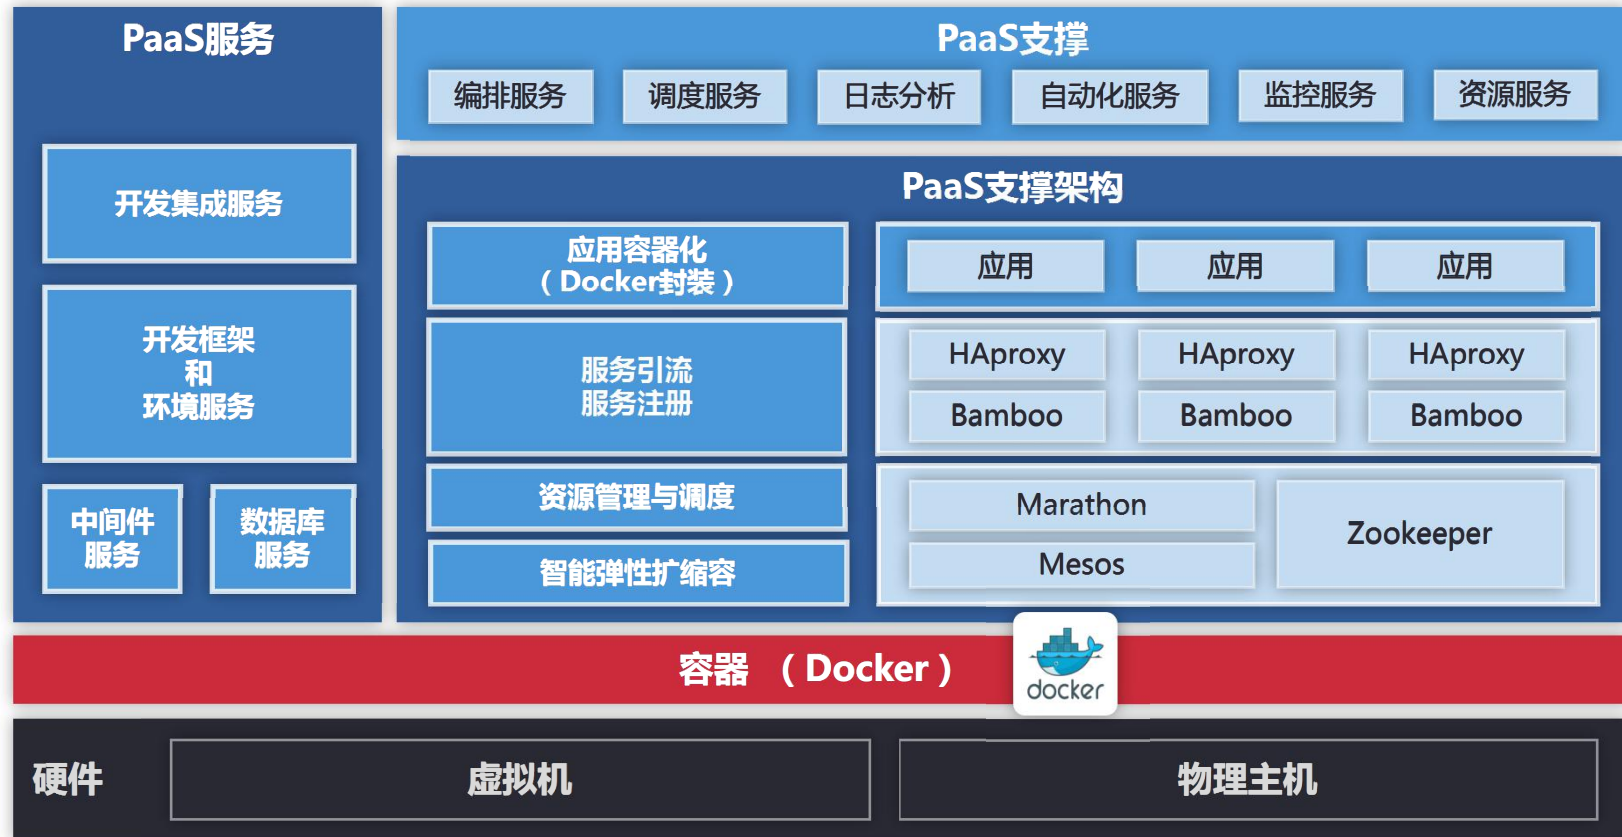 PaaS服务
开发集成服务
开发框架
和
环境服务
中间件
服务
数据库
服务
PaaS支撑
编排服务
调度服务
日志分析
自动化服务
监控服务
资源服务
PaaS支撑架构
应用容器化
（Docker封装）
应用
应用
应用
服务引流
服务注册
HAproxy
HAproxy
HAproxy
Bamboo
Bamboo
Bamboo
资源管理与调度
智能弹性扩缩容
Marathon
Mesos
Zookeeper
容器 （Docker）
docker
硬件
虚拟机
物理主机